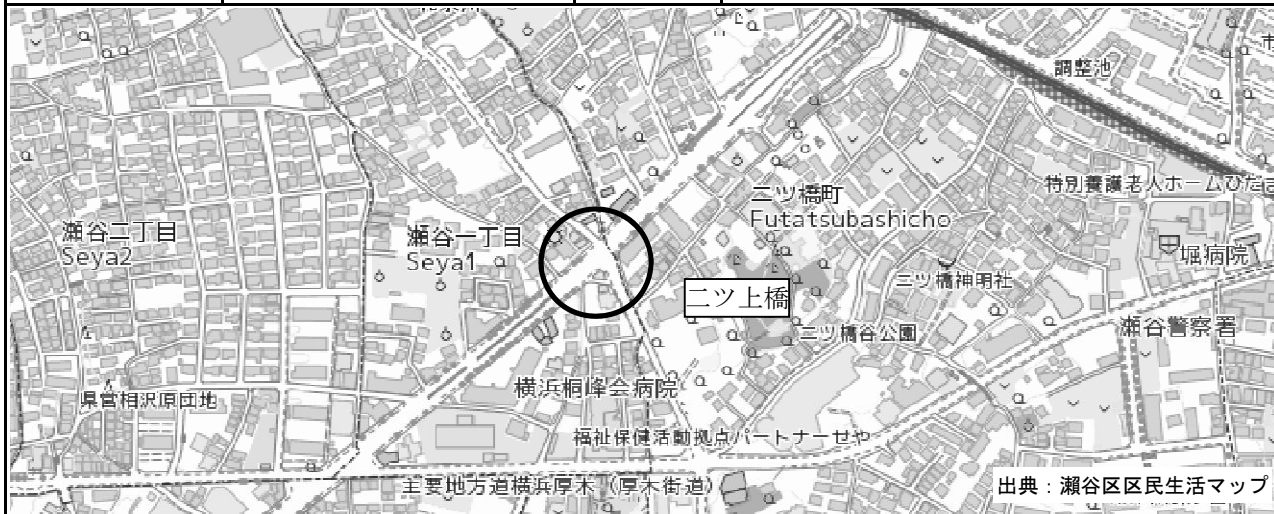 調整池
二ツ橋町
Futatsubashicho
特別養護老人ホームひだま
瀬谷二丁目
Seya2
瀬谷一丁目
Seya1
堀病院
二ツ橋神明社
二ツ上橋
瀬谷警察署
二ツ橋谷公園
横浜桐峰会病院
県営相沢原団地
福祉保健活動拠点パートナーせや
主要地方道横浜厚木（厚木街道）
出典：瀬谷区区民生活マップ